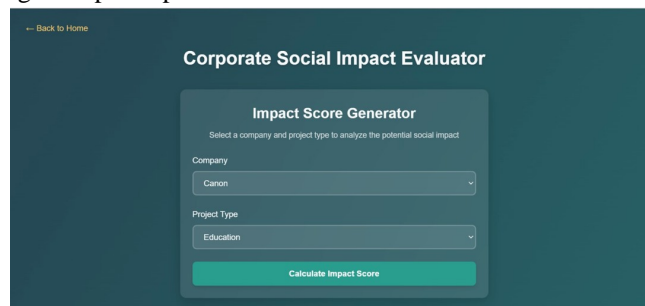 ← Back to Home
Corporate Social Impact Evaluator
Impact Score Generator
Select a company and project type to analyze the potential social impact
Company
Canon
Project Type
Education
Calculate Impact Score